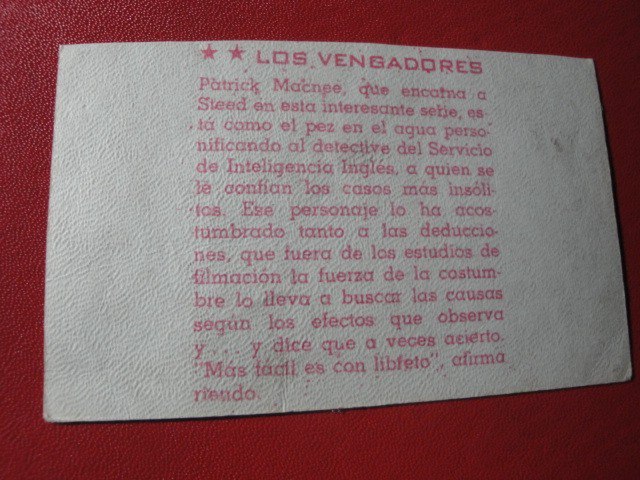 ★ ★ LOS VENGADORES
Patrick Macnee, que encarna a
Steed en esta interesante serie, es-
tá como el pez en el agua perso-
nificando al detective del Servicio
de Inteligencia Inglés, a quien se
le confían los casos más insóli-
tos. Ese personaje lo ha acos-
tumbrado tanto a las deduccio-
nes, que fuera de los estudios de
filmación la fuerza de la costum-
bre lo lleva a buscar las causas
según los efectos que observa
y . . . y dice que a veces acierto.
"Más fácil es con libreto", afirma
riendo.